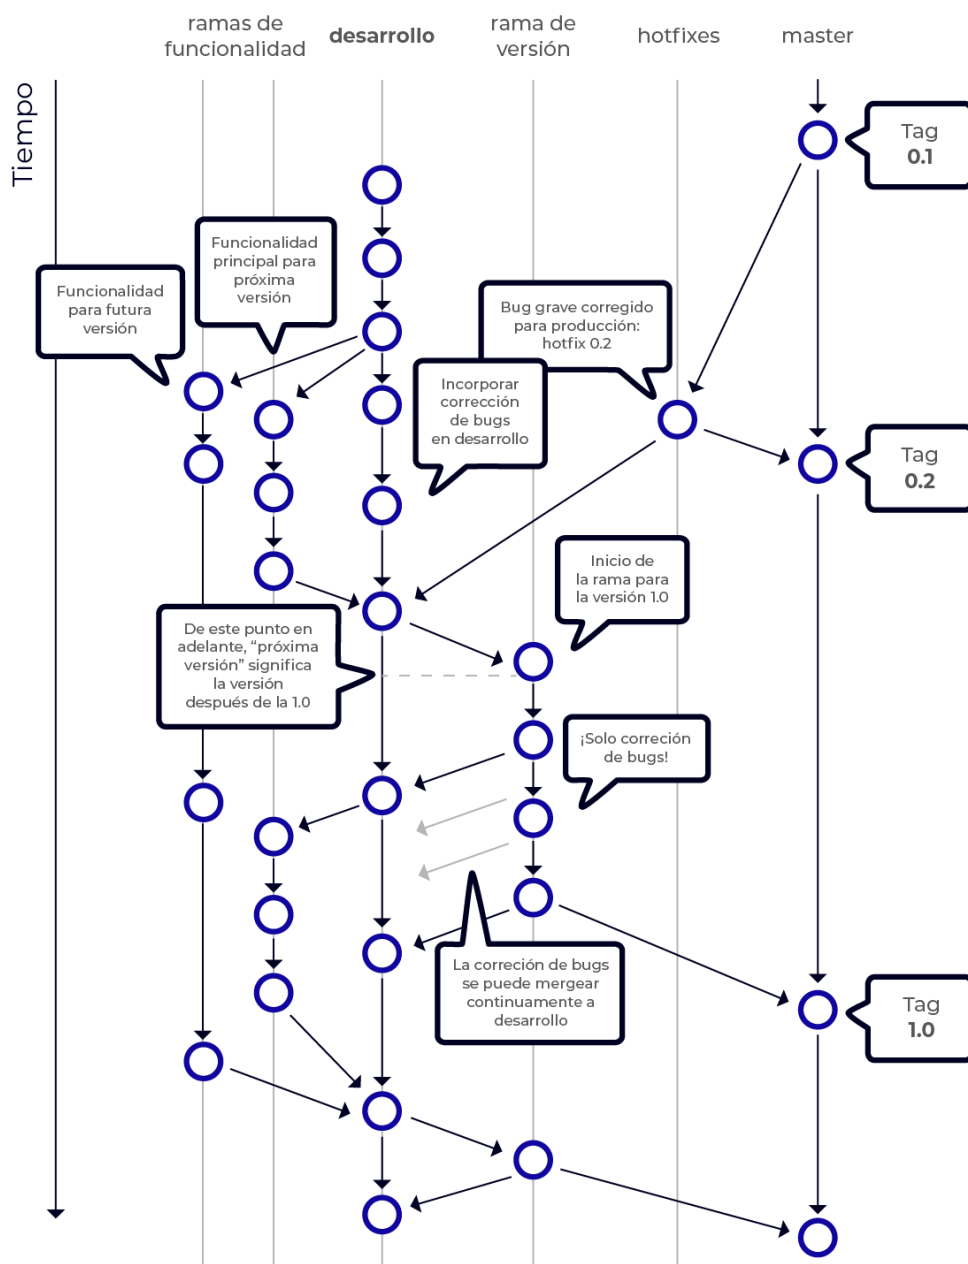 ramas de
funcionalidad
desarrollo
rama de
versión
hotfixes
master
Tiempo
Tag
0.1
Funcionalidad
principal para
próxima
versión
Funcionalidad
para futura
versión
Bug grave corregido
para producción:
hotfix 0.2
Incorporar
corrección
de bugs
en desarrollo
Tag
0.2
Inicio de
la rama para
la versión 1.0
De este punto en
adelante, “próxima
versión” significa
la versión
después de la 1.0
¡Solo correción
de bugs!
La correción de bugs
se puede mergear
continuamente a
desarrollo
Tag
1.0